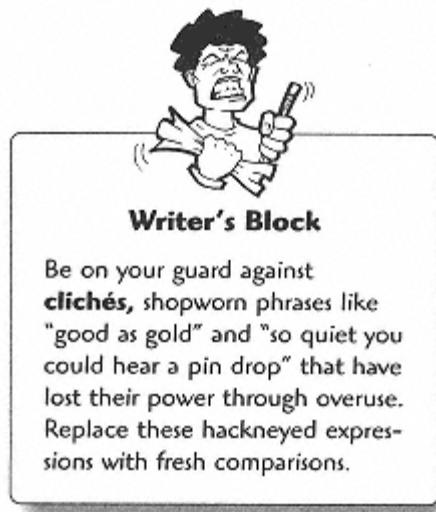 Writer's Block
Be on your guard against
clichés, shopworn phrases like
"good as gold" and "so quiet you
could hear a pin drop" that have
lost their power through overuse.
Replace these hackneyed expres-
sions with fresh comparisons.